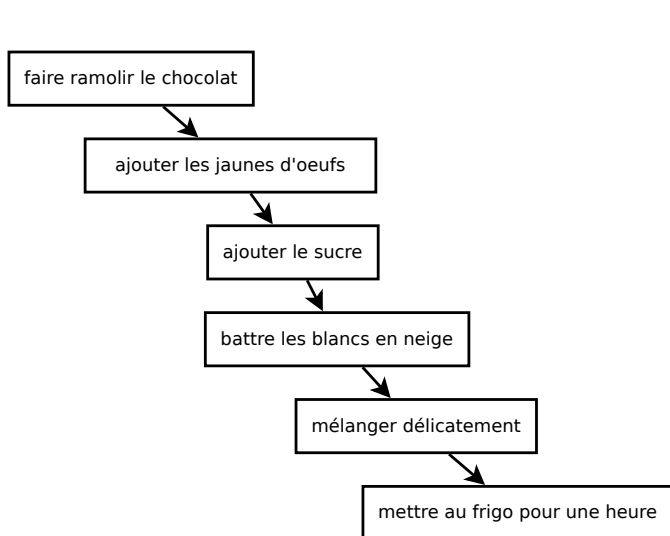 faire ramolir le chocolat
ajouter les jaunes d'oeufs
ajouter le sucre
battre les blancs en neige
mélanger délicatement
mettre au frigo pour une heure